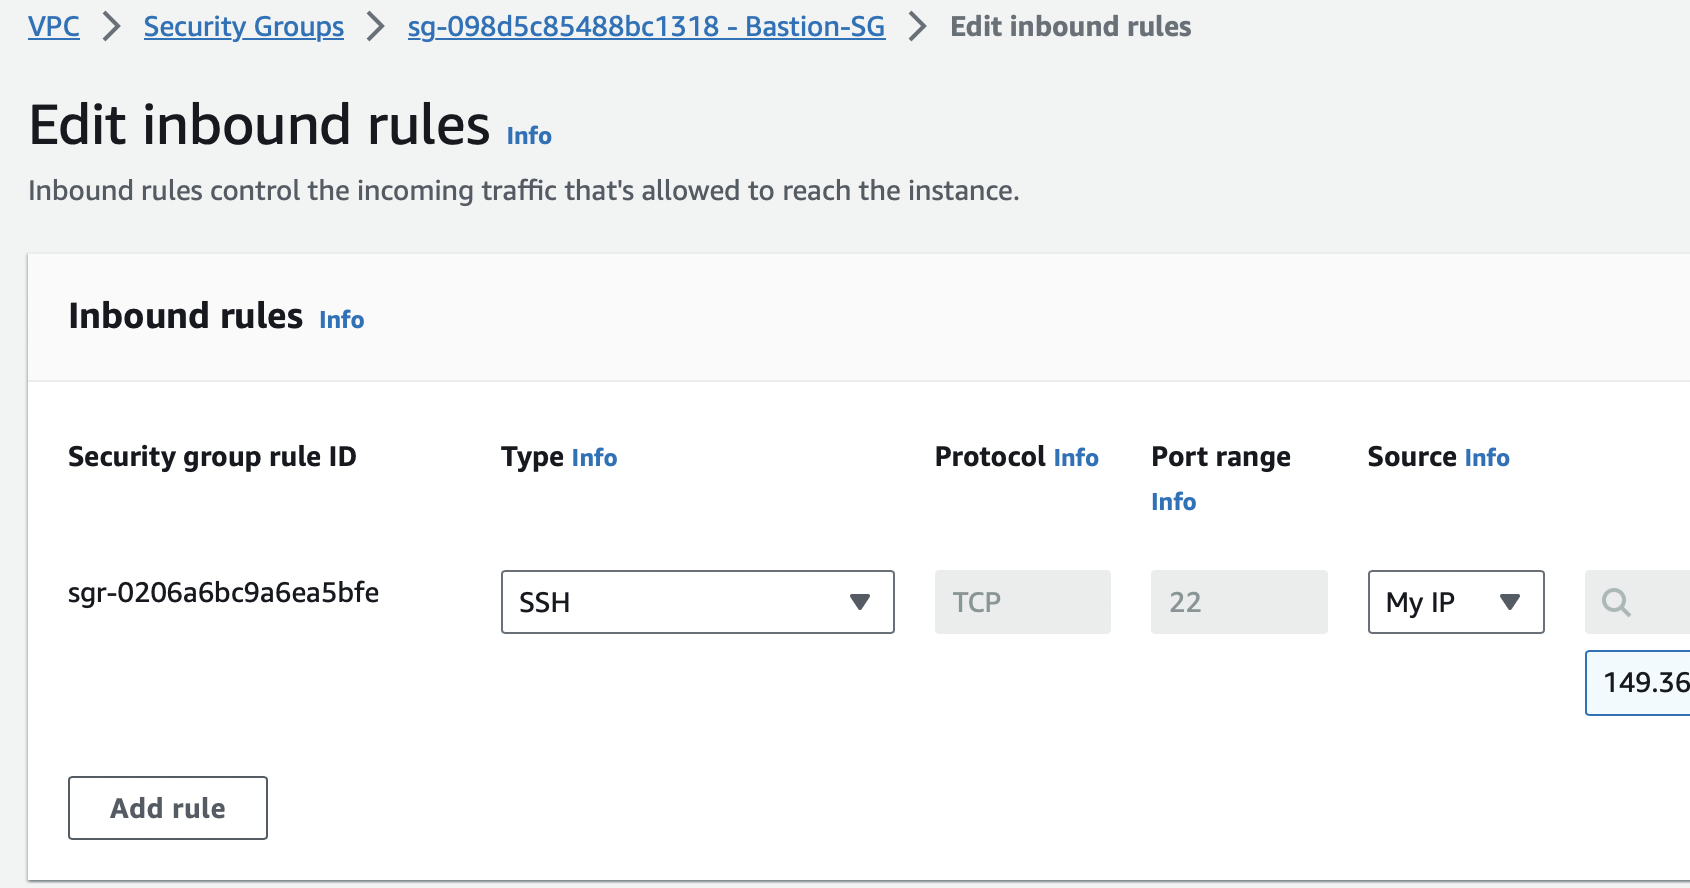 VPC > Security Groups > sg-098d5c85488bc1318 - Bastion-SG > Edit inbound rules
Edit inbound rules Info
Inbound rules control the incoming traffic that's allowed to reach the instance.
Inbound rules Info
Security group rule ID Type Info Protocol Info Port range Source Info
Info
sgr-0206a6bc9a6ea5bfe SSH TCP 22 My IP
149.36
Add rule